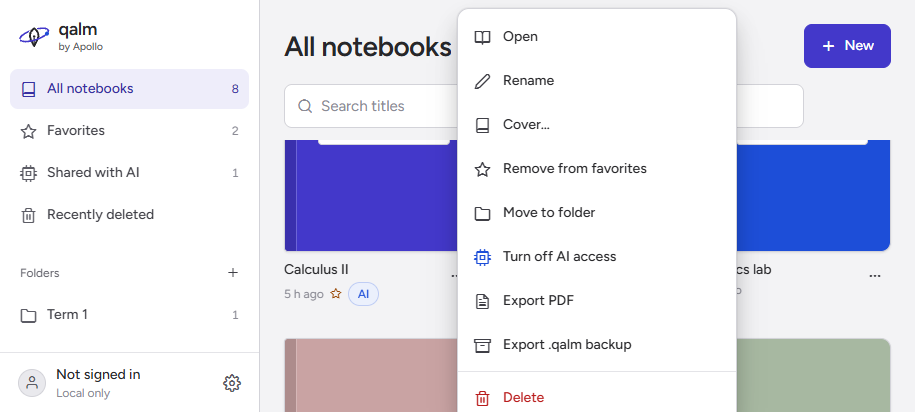 qalm
by Apollo
All notebooks 8
Favorites 2
Shared with AI 1
Recently deleted
Folders +
Term 1 1
Not signed in
Local only
All notebooks
+ New
Search titles
Calculus II ...
5 h ago AI
cs lab ...
Open
Rename
Cover...
Remove from favorites
Move to folder
Turn off AI access
Export PDF
Export .qalm backup
Delete